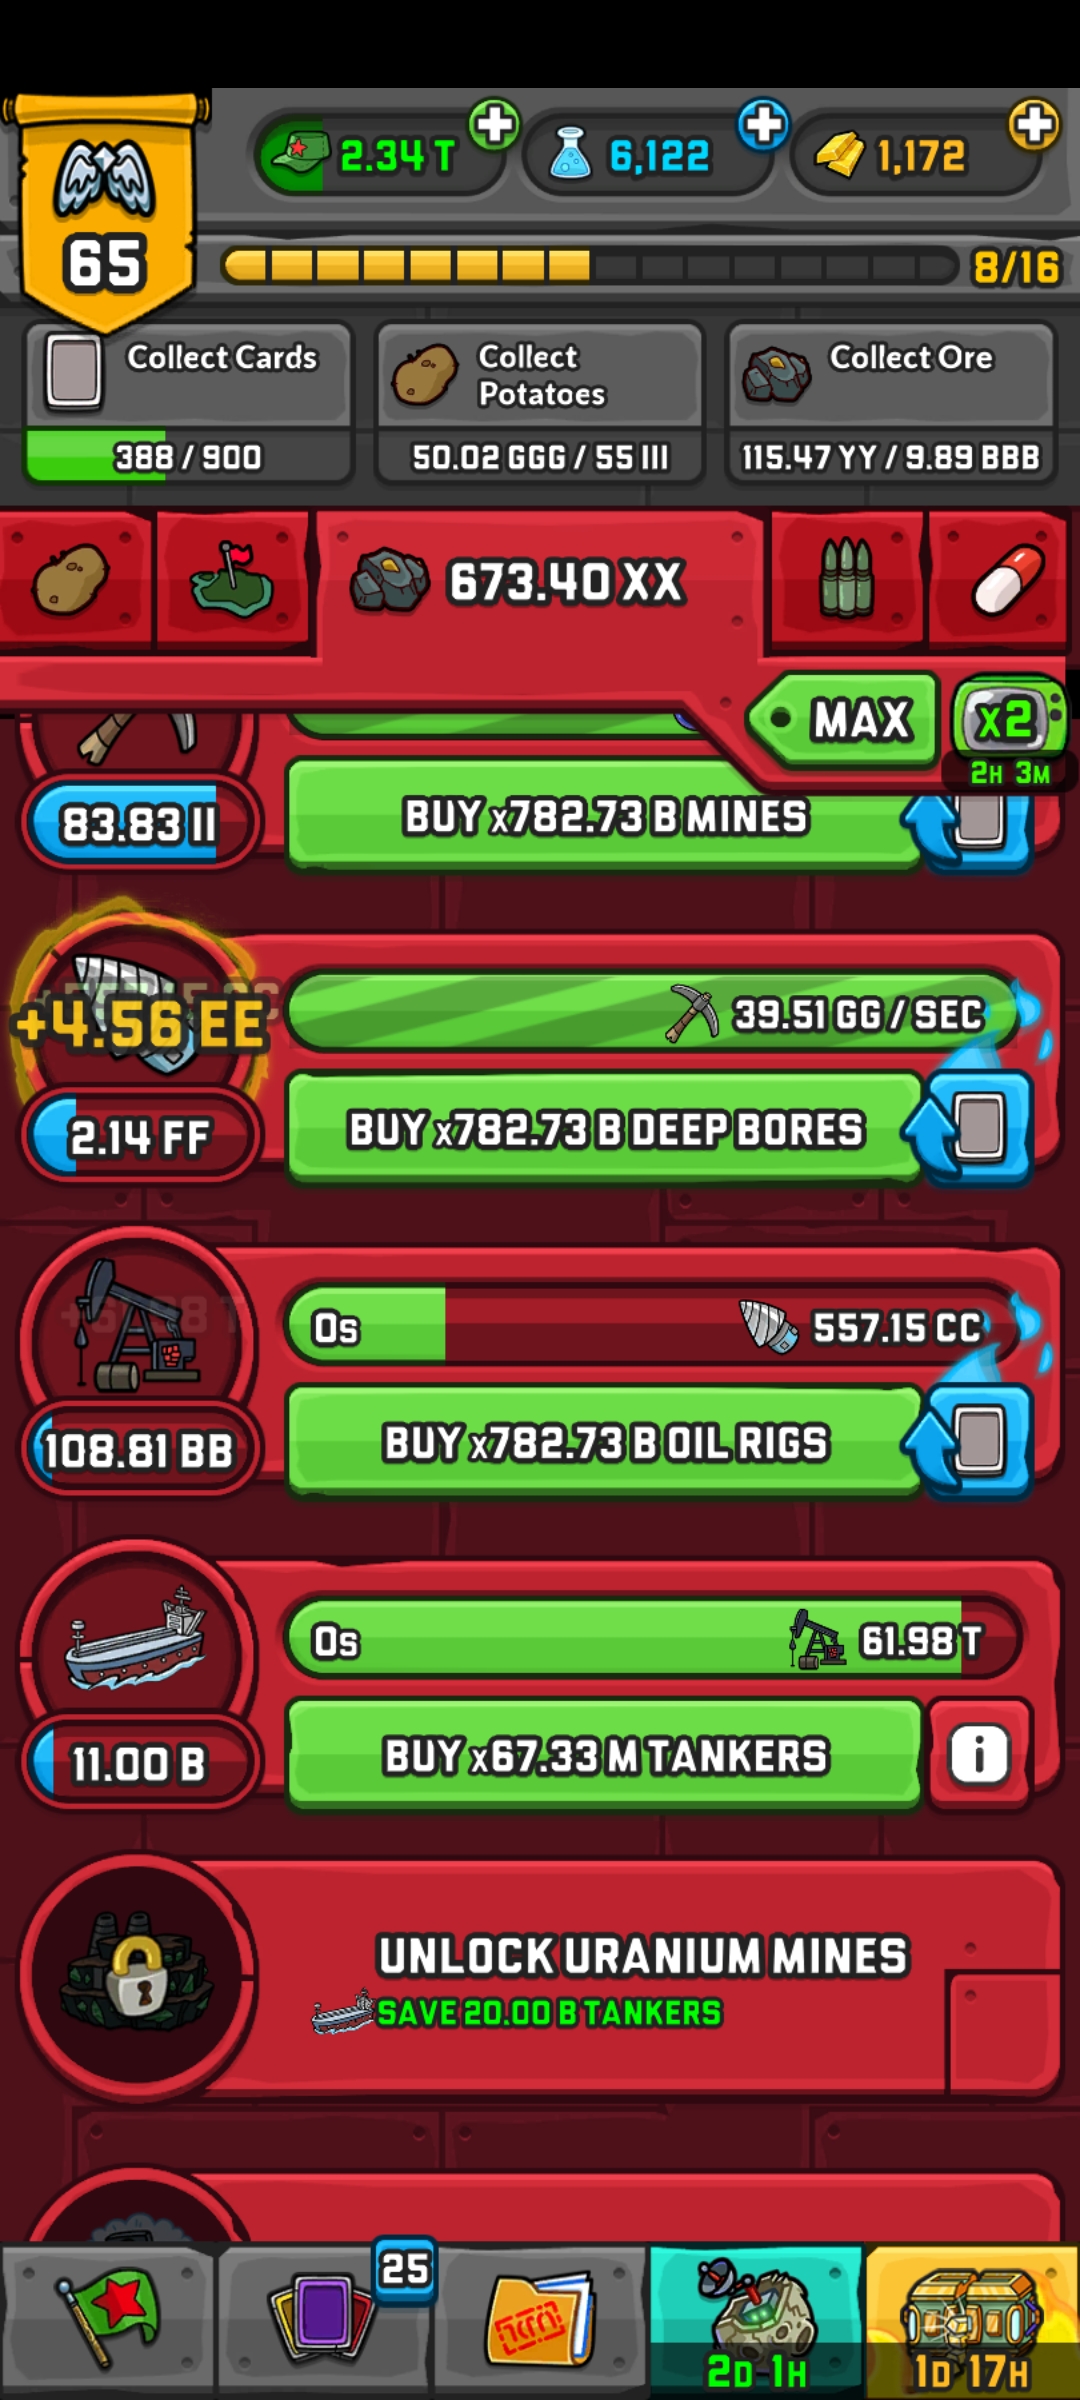 2.34 T
6,122
1,172
65
8/16
Collect Cards
388 / 900
Collect
Potatoes
50.02 GGG / 55 III
Collect Ore
115.47 YY / 9.89 BBB
673.40 XX
MAX
x2
2H 3M
83.83 II
BUY x782.73 B MINES
+4.56 EE
39.51 GG / SEC
2.14 FF
BUY x782.73 B DEEP BORES
0s
557.15 CC
108.81 BB
BUY x782.73 B OIL RIGS
0s
61.98 T
11.00 B
BUY x67.33 M TANKERS
i
UNLOCK URANIUM MINES
SAVE 20.00 B TANKERS
25
2D 1H
1D 17H